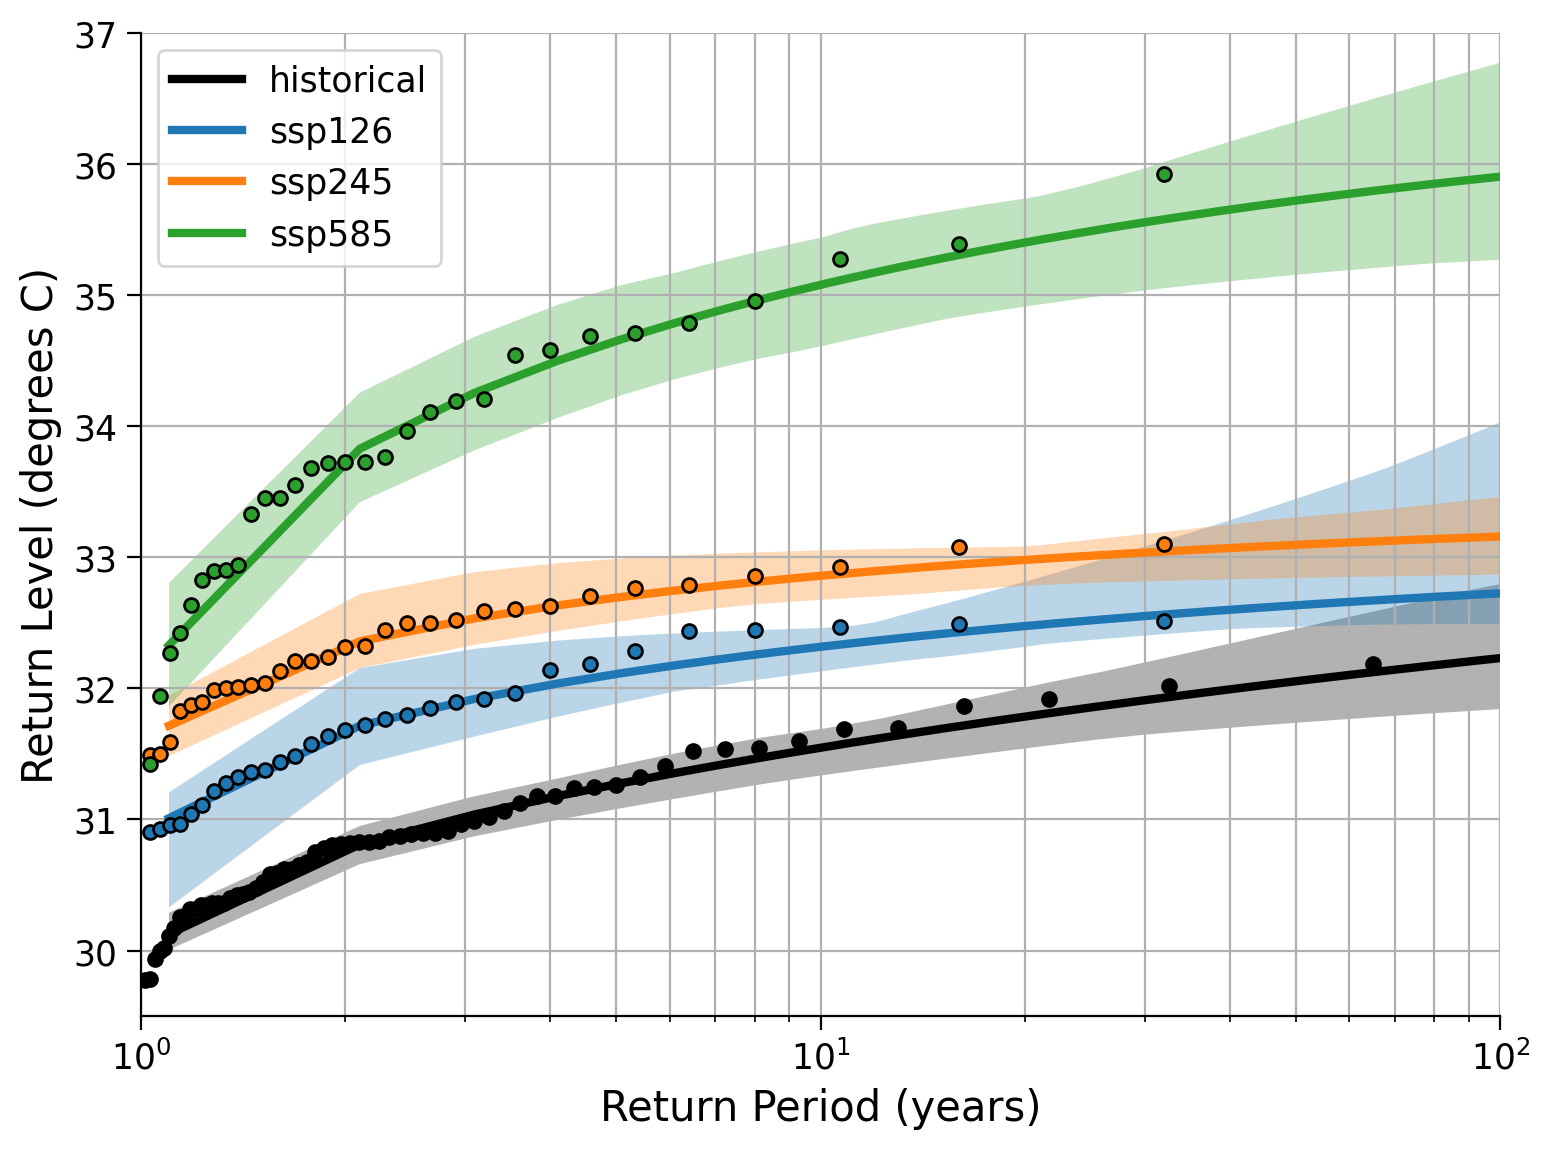 37
36
35
34
33
32
31
30
Return Level (degrees C)
historical
ssp126
ssp245
ssp585
10⁰
10¹
10²
Return Period (years)